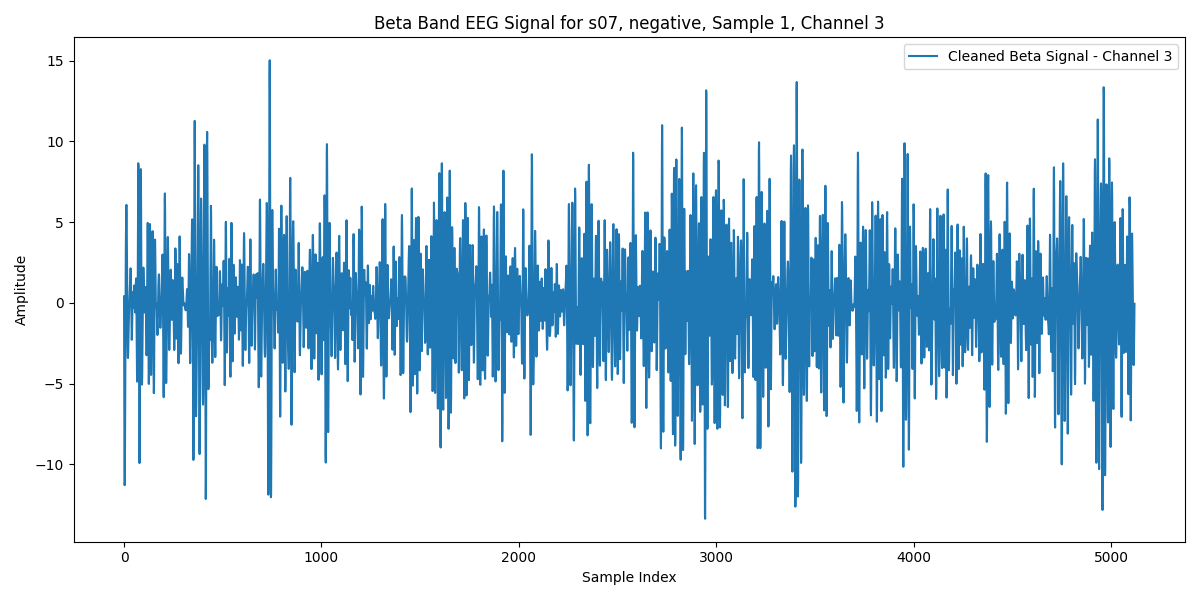 Beta Band EEG Signal for s07, negative, Sample 1, Channel 3
Cleaned Beta Signal - Channel 3
Amplitude
15
10
5
0
−5
−10
0 1000 2000 3000 4000 5000
Sample Index